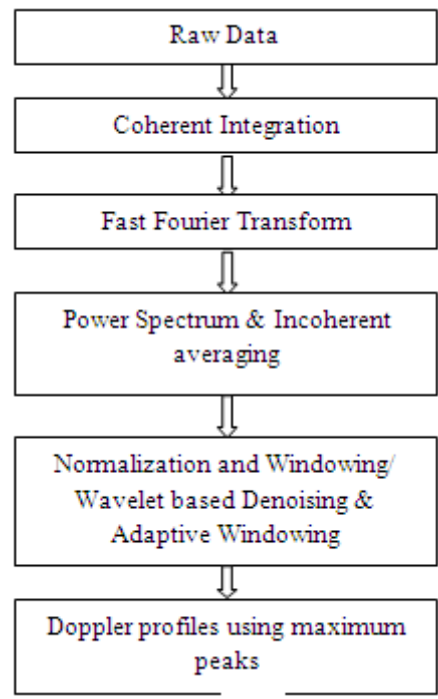 Raw Data
Coherent Integration
Fast Fourier Transform
Power Spectrum & Incoherent
averaging
Normalization and Windowing/
Wavelet based Denoising &
Adaptive Windowing
Doppler profiles using maximum
peaks